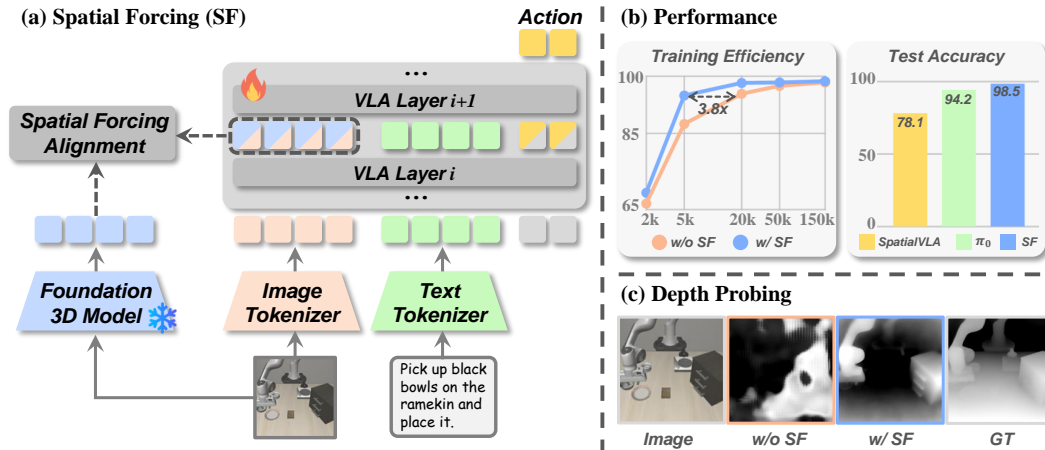 (a) Spatial Forcing (SF)
Action
...
VLA Layer i+1
Spatial Forcing
Alignment
VLA Layer i
...
Foundation
3D Model
Image
Tokenizer
Text
Tokenizer
Pick up black
bowls on the
ramekin and
place it.
(b) Performance
Training Efficiency
100
85
65
3.8x
2k 5k 20k 50k 150k
w/o SF w/ SF
Test Accuracy
100
50
0
78.1
94.2
98.5
SpatialVLA π0 SF
(c) Depth Probing
Image w/o SF w/ SF GT